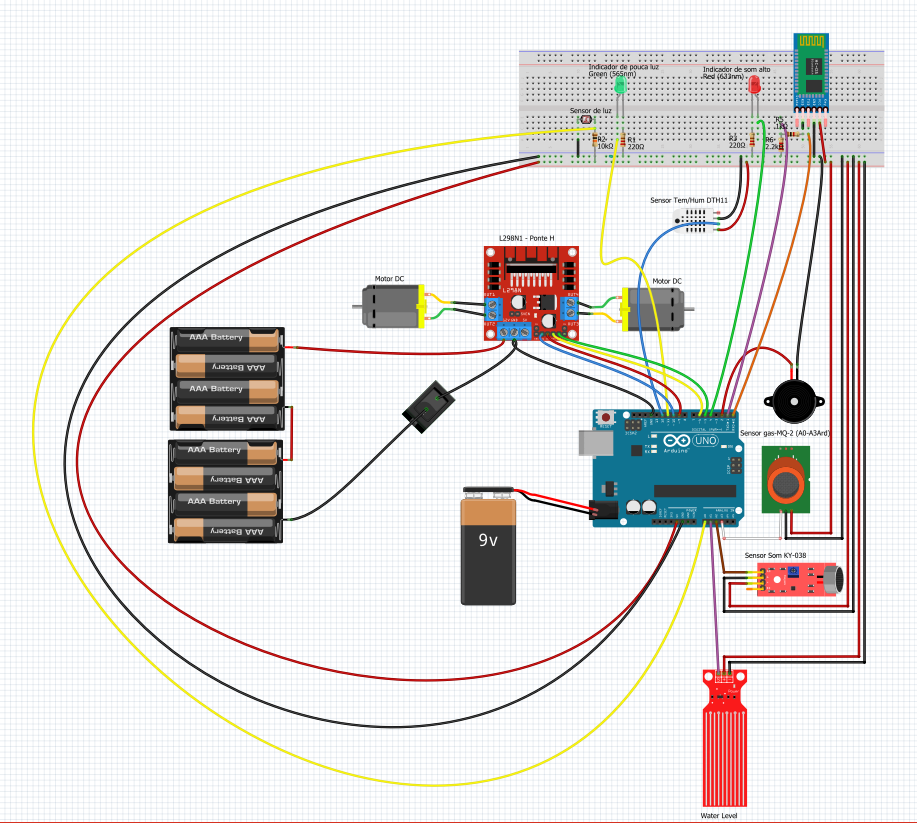 Indicador de pouca luz
Green (565nm)
Indicador de som alto
Red (633nm)
Sensor de luz
R2
10kΩ
R1
220Ω
R3
220Ω
R5
R6
2.2kΩ
Sensor Tem/Hum DTH11
L298N1 - Ponte H
L298N
Motor DC
Motor DC
AAA Battery
AAA Battery
AAA Battery
AAA Battery
AAA Battery
AAA Battery
AAA Battery
AAA Battery
UNO
Arduino
Sensor gas-MQ-2 (A0-A3Ard)
9v
Sensor Som KY-038
Water Level